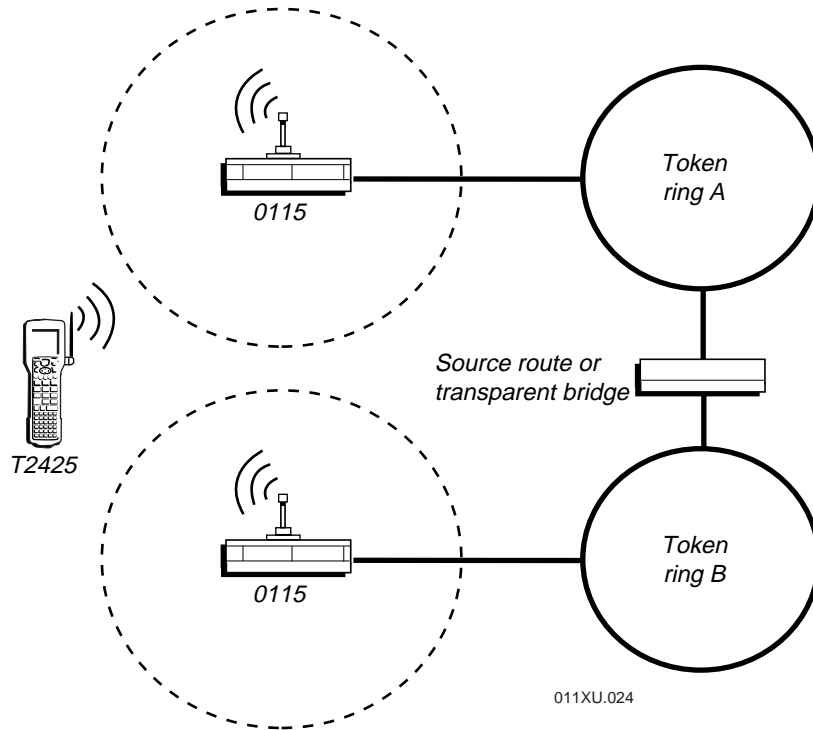 Token
ring A
0115
Source route or
transparent bridge
T2425
Token
ring B
0115
011XU.024